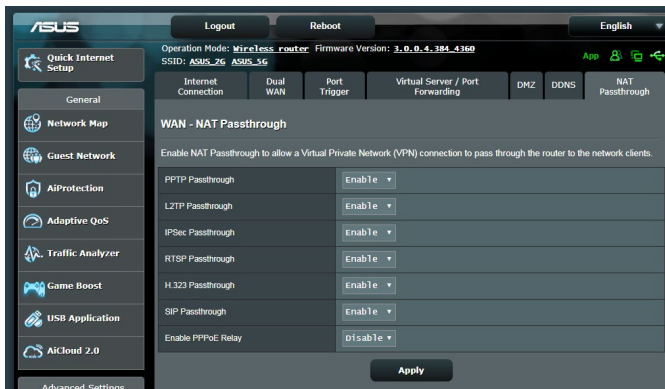 ASUS Logout Reboot English
Operation Mode: Wireless router Firmware Version: 3.0.0.4.384_4360
SSID: ASUS_2G ASUS_5G
App
Quick Internet
Setup
General
Network Map
Guest Network
AiProtection
Adaptive QoS
Traffic Analyzer
Game Boost
USB Application
AiCloud 2.0
Advanced Settings
Internet
Connection
Dual
WAN
Port
Trigger
Virtual Server / Port
Forwarding
DMZ
DDNS
NAT
Passthrough
WAN - NAT Passthrough
Enable NAT Passthrough to allow a Virtual Private Network (VPN) connection to pass through the router to the network clients.
PPTP Passthrough Enable
L2TP Passthrough Enable
IPSec Passthrough Enable
RTSP Passthrough Enable
H.323 Passthrough Enable
SIP Passthrough Enable
Enable PPPoE Relay Disable
Apply